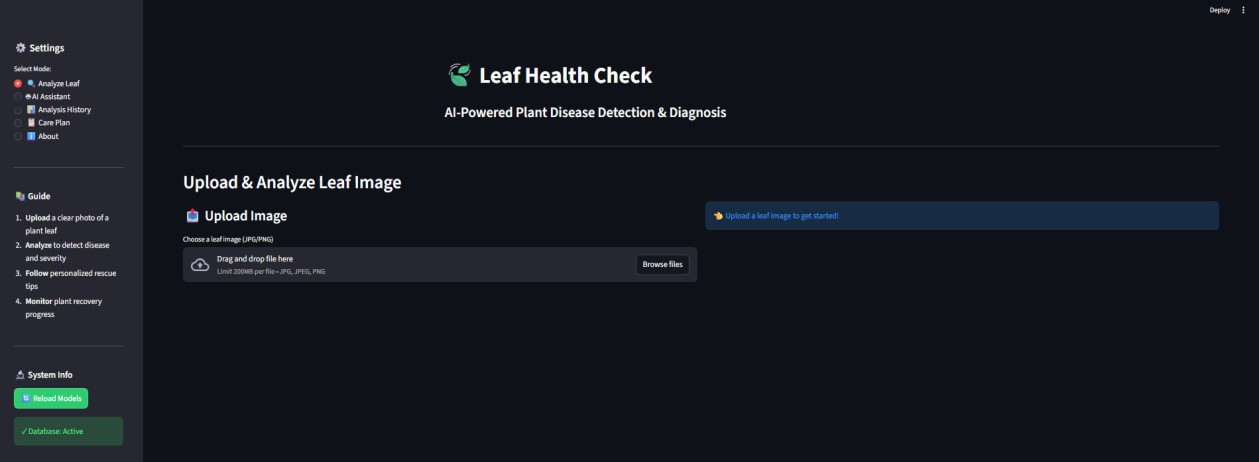 Deploy
Settings
Select Mode:
Analyze Leaf
AI Assistant
Analysis History
Care Plan
About
Guide
1. Upload a clear photo of a
plant leaf
2. Analyze to detect disease
and severity
3. Follow personalized rescue
tips
4. Monitor plant recovery
progress
System Info
Reload Models
✓ Database: Active
Leaf Health Check
AI-Powered Plant Disease Detection & Diagnosis
Upload & Analyze Leaf Image
Upload Image
Choose a leaf image (JPG/PNG)
Drag and drop file here
Limit 200MB per file • JPG, JPEG, PNG
Browse files
Upload a leaf image to get started!